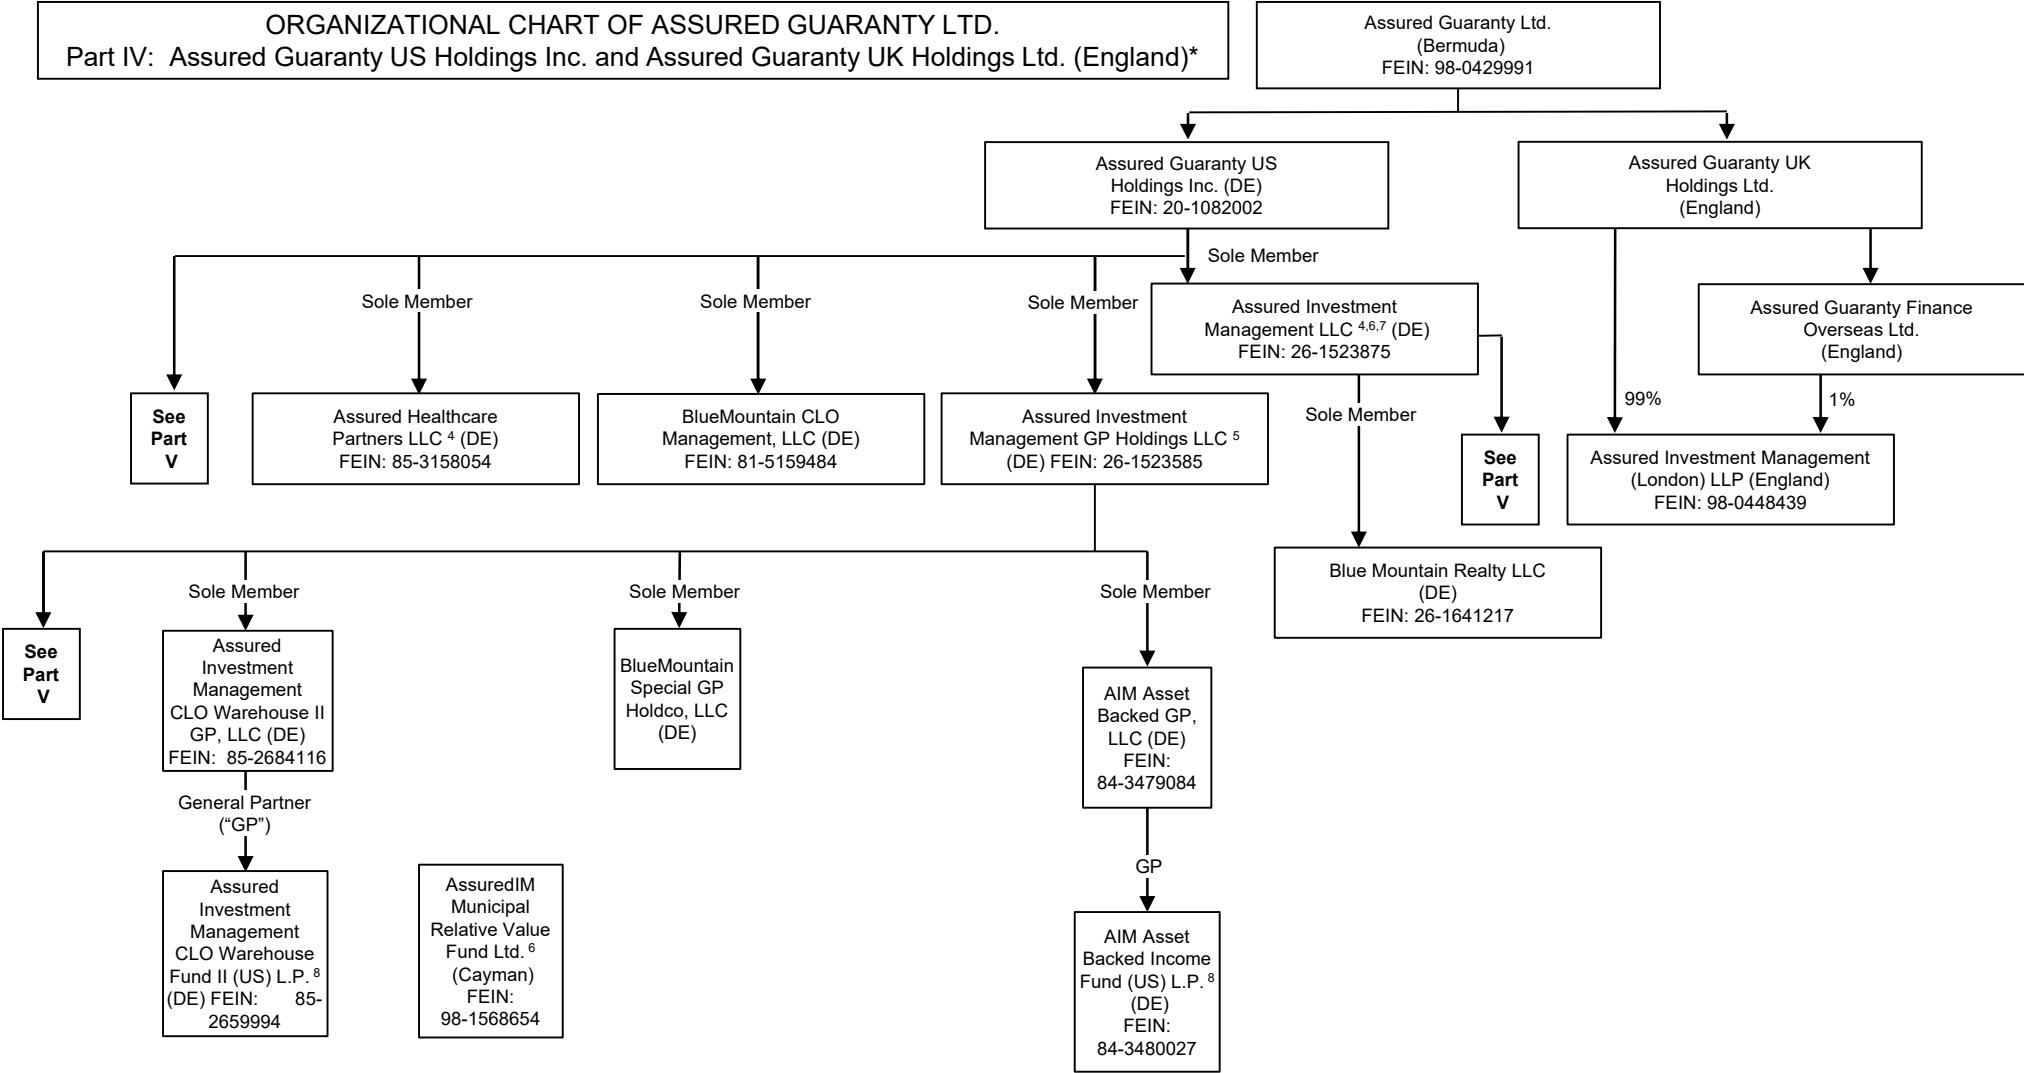 ORGANIZATIONAL CHART OF ASSURED GUARANTY LTD.
Part IV:  Assured Guaranty US Holdings Inc. and Assured Guaranty UK Holdings Ltd. (England)*
Assured Guaranty Ltd.
(Bermuda)
FEIN: 98-0429991
Assured Guaranty US
Holdings Inc. (DE)
FEIN: 20-1082002
Assured Guaranty UK
Holdings Ltd.
(England)
Sole Member
Sole Member
Sole Member
Sole Member
Assured Investment
Management LLC 4,6,7 (DE)
FEIN: 26-1523875
Assured Guaranty Finance
Overseas Ltd.
(England)
See
Part
V
Assured Healthcare
Partners LLC 4 (DE)
FEIN: 85-3158054
BlueMountain CLO
Management, LLC (DE)
FEIN: 81-5159484
Assured Investment
Management GP Holdings LLC 5
(DE) FEIN: 26-1523585
Sole Member
See
Part
V
99%
1%
Assured Investment Management
(London) LLP (England)
FEIN: 98-0448439
Blue Mountain Realty LLC
(DE)
FEIN: 26-1641217
Sole Member
Sole Member
Sole Member
See
Part
V
Assured
Investment
Management
CLO Warehouse II
GP, LLC (DE)
FEIN:  85-2684116
BlueMountain
Special GP
Holdco, LLC
(DE)
AIM Asset
Backed GP,
LLC (DE)
FEIN:
84-3479084
General Partner
(“GP”)
GP
Assured
Investment
Management
CLO Warehouse
Fund II (US) L.P. 8
(DE) FEIN:       85-
2659994
AssuredIM
Municipal
Relative Value
Fund Ltd. 6
(Cayman)
FEIN:
98-1568654
AIM Asset
Backed Income
Fund (US) L.P. 8
(DE)
FEIN:
84-3480027